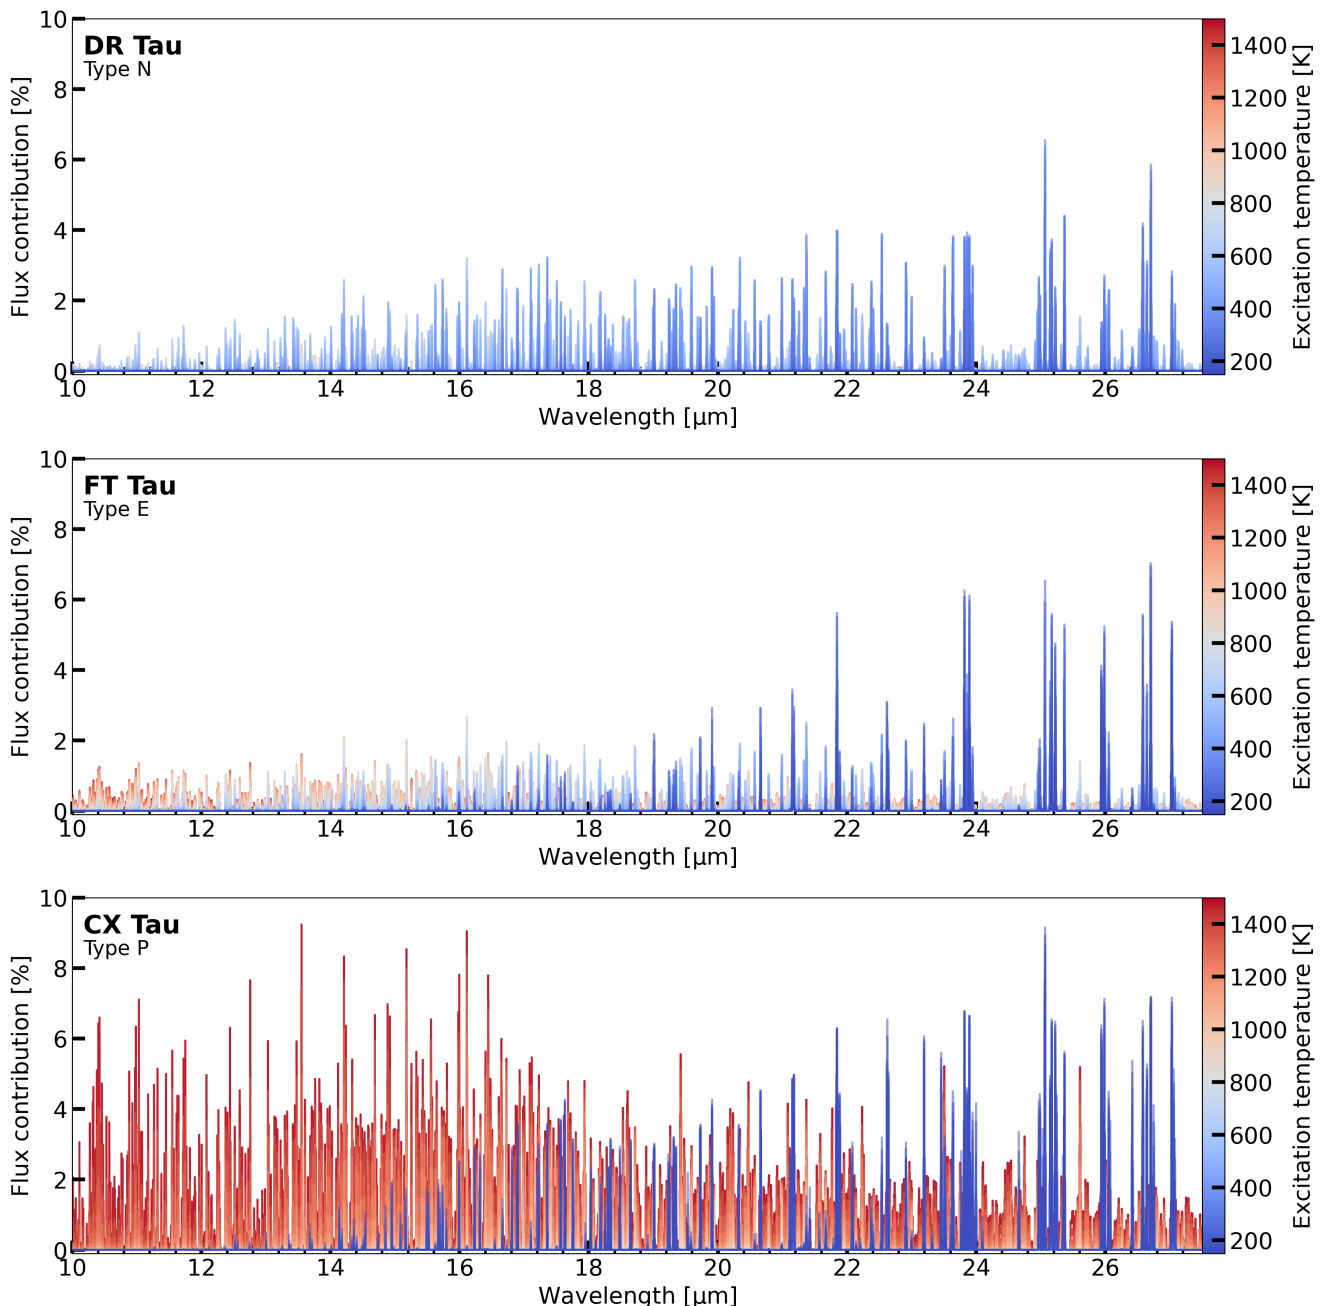 DR Tau
Type N
Flux contribution [%]
10
8
6
4
2
0
10 12 14 16 18 20 22 24 26
Wavelength [μm]
1400
1200
1000
800
600
400
200
Excitation temperature [K]
FT Tau
Type E
Flux contribution [%]
10
8
6
4
2
0
10 12 14 16 18 20 22 24 26
Wavelength [μm]
1400
1200
1000
800
600
400
200
Excitation temperature [K]
CX Tau
Type P
Flux contribution [%]
10
8
6
4
2
0
10 12 14 16 18 20 22 24 26
Wavelength [μm]
1400
1200
1000
800
600
400
200
Excitation temperature [K]